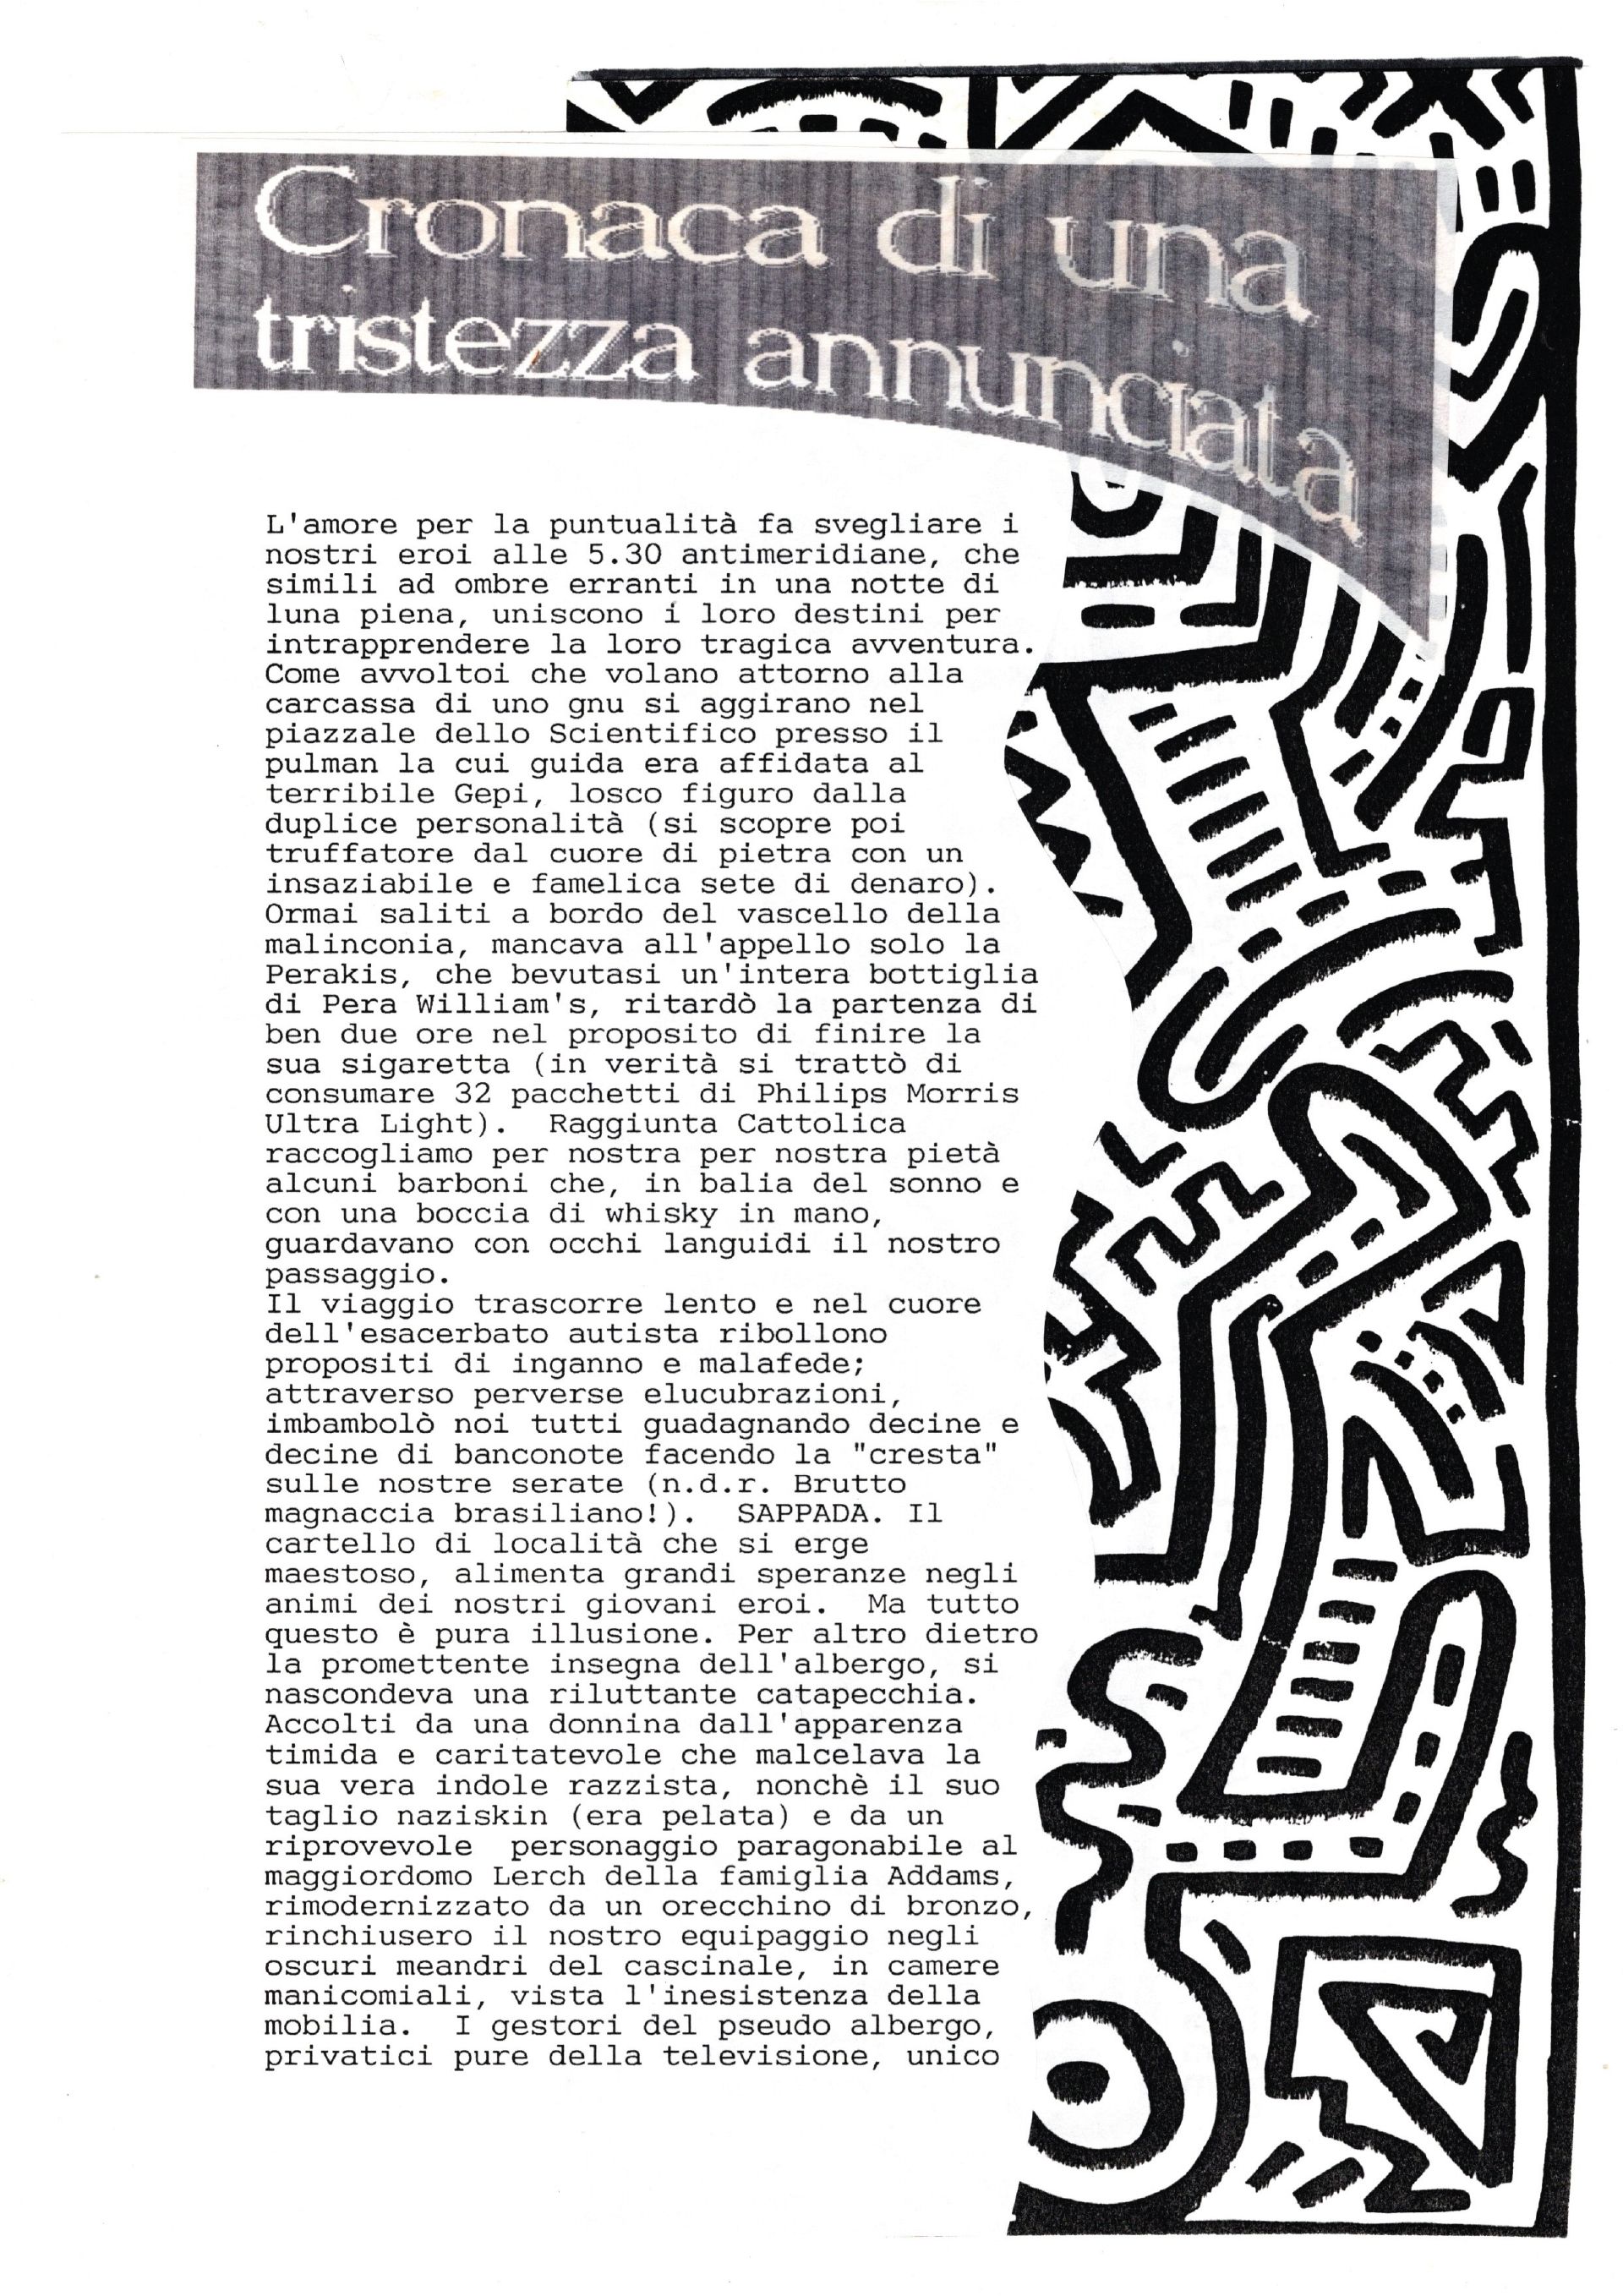 Cronaca di una
tristezza annunciata
L'amore per la puntualità fa svegliare i
nostri eroi alle 5.30 antimeridiane, che
simili ad ombre erranti in una notte di
luna piena, uniscono i loro destini per
intrapprendere la loro tragica avventura.
Come avvoltoi che volano attorno alla
carcassa di uno gnu si aggirano nel
piazzale dello Scientifico presso il
pulman la cui guida era affidata al
terribile Gepi, losco figuro dalla
duplice personalità (si scopre poi
truffatore dal cuore di pietra con un
insaziabile e famelica sete di denaro).
Ormai saliti a bordo del vascello della
malinconia, mancava all'appello solo la
Perakis, che bevutasi un'intera bottiglia
di Pera William's, ritardò la partenza di
ben due ore nel proposito di finire la
sua sigaretta (in verità si trattò di
consumare 32 pacchetti di Philips Morris
Ultra Light).  Raggiunta Cattolica
raccogliamo per nostra per nostra pietà
alcuni barboni che, in balia del sonno e
con una boccia di whisky in mano,
guardavano con occhi languidi il nostro
passaggio.
Il viaggio trascorre lento e nel cuore
dell'esacerbato autista ribollono
propositi di inganno e malafede;
attraverso perverse elucubrazioni,
imbambolò noi tutti guadagnando decine e
decine di banconote facendo la "cresta"
sulle nostre serate (n.d.r. Brutto
magnaccia brasiliano!).  SAPPADA. Il
cartello di località che si erge
maestoso, alimenta grandi speranze negli
animi dei nostri giovani eroi.  Ma tutto
questo è pura illusione. Per altro dietro
la promettente insegna dell'albergo, si
nascondeva una riluttante catapecchia.
Accolti da una donnina dall'apparenza
timida e caritatevole che malcelava la
sua vera indole razzista, nonchè il suo
taglio naziskin (era pelata) e da un
riprovevole  personaggio paragonabile al
maggiordomo Lerch della famiglia Addams,
rimodernizzato da un orecchino di bronzo,
rinchiusero il nostro equipaggio negli
oscuri meandri del cascinale, in camere
manicomiali, vista l'inesistenza della
mobilia.  I gestori del pseudo albergo,
privatici pure della televisione, unico